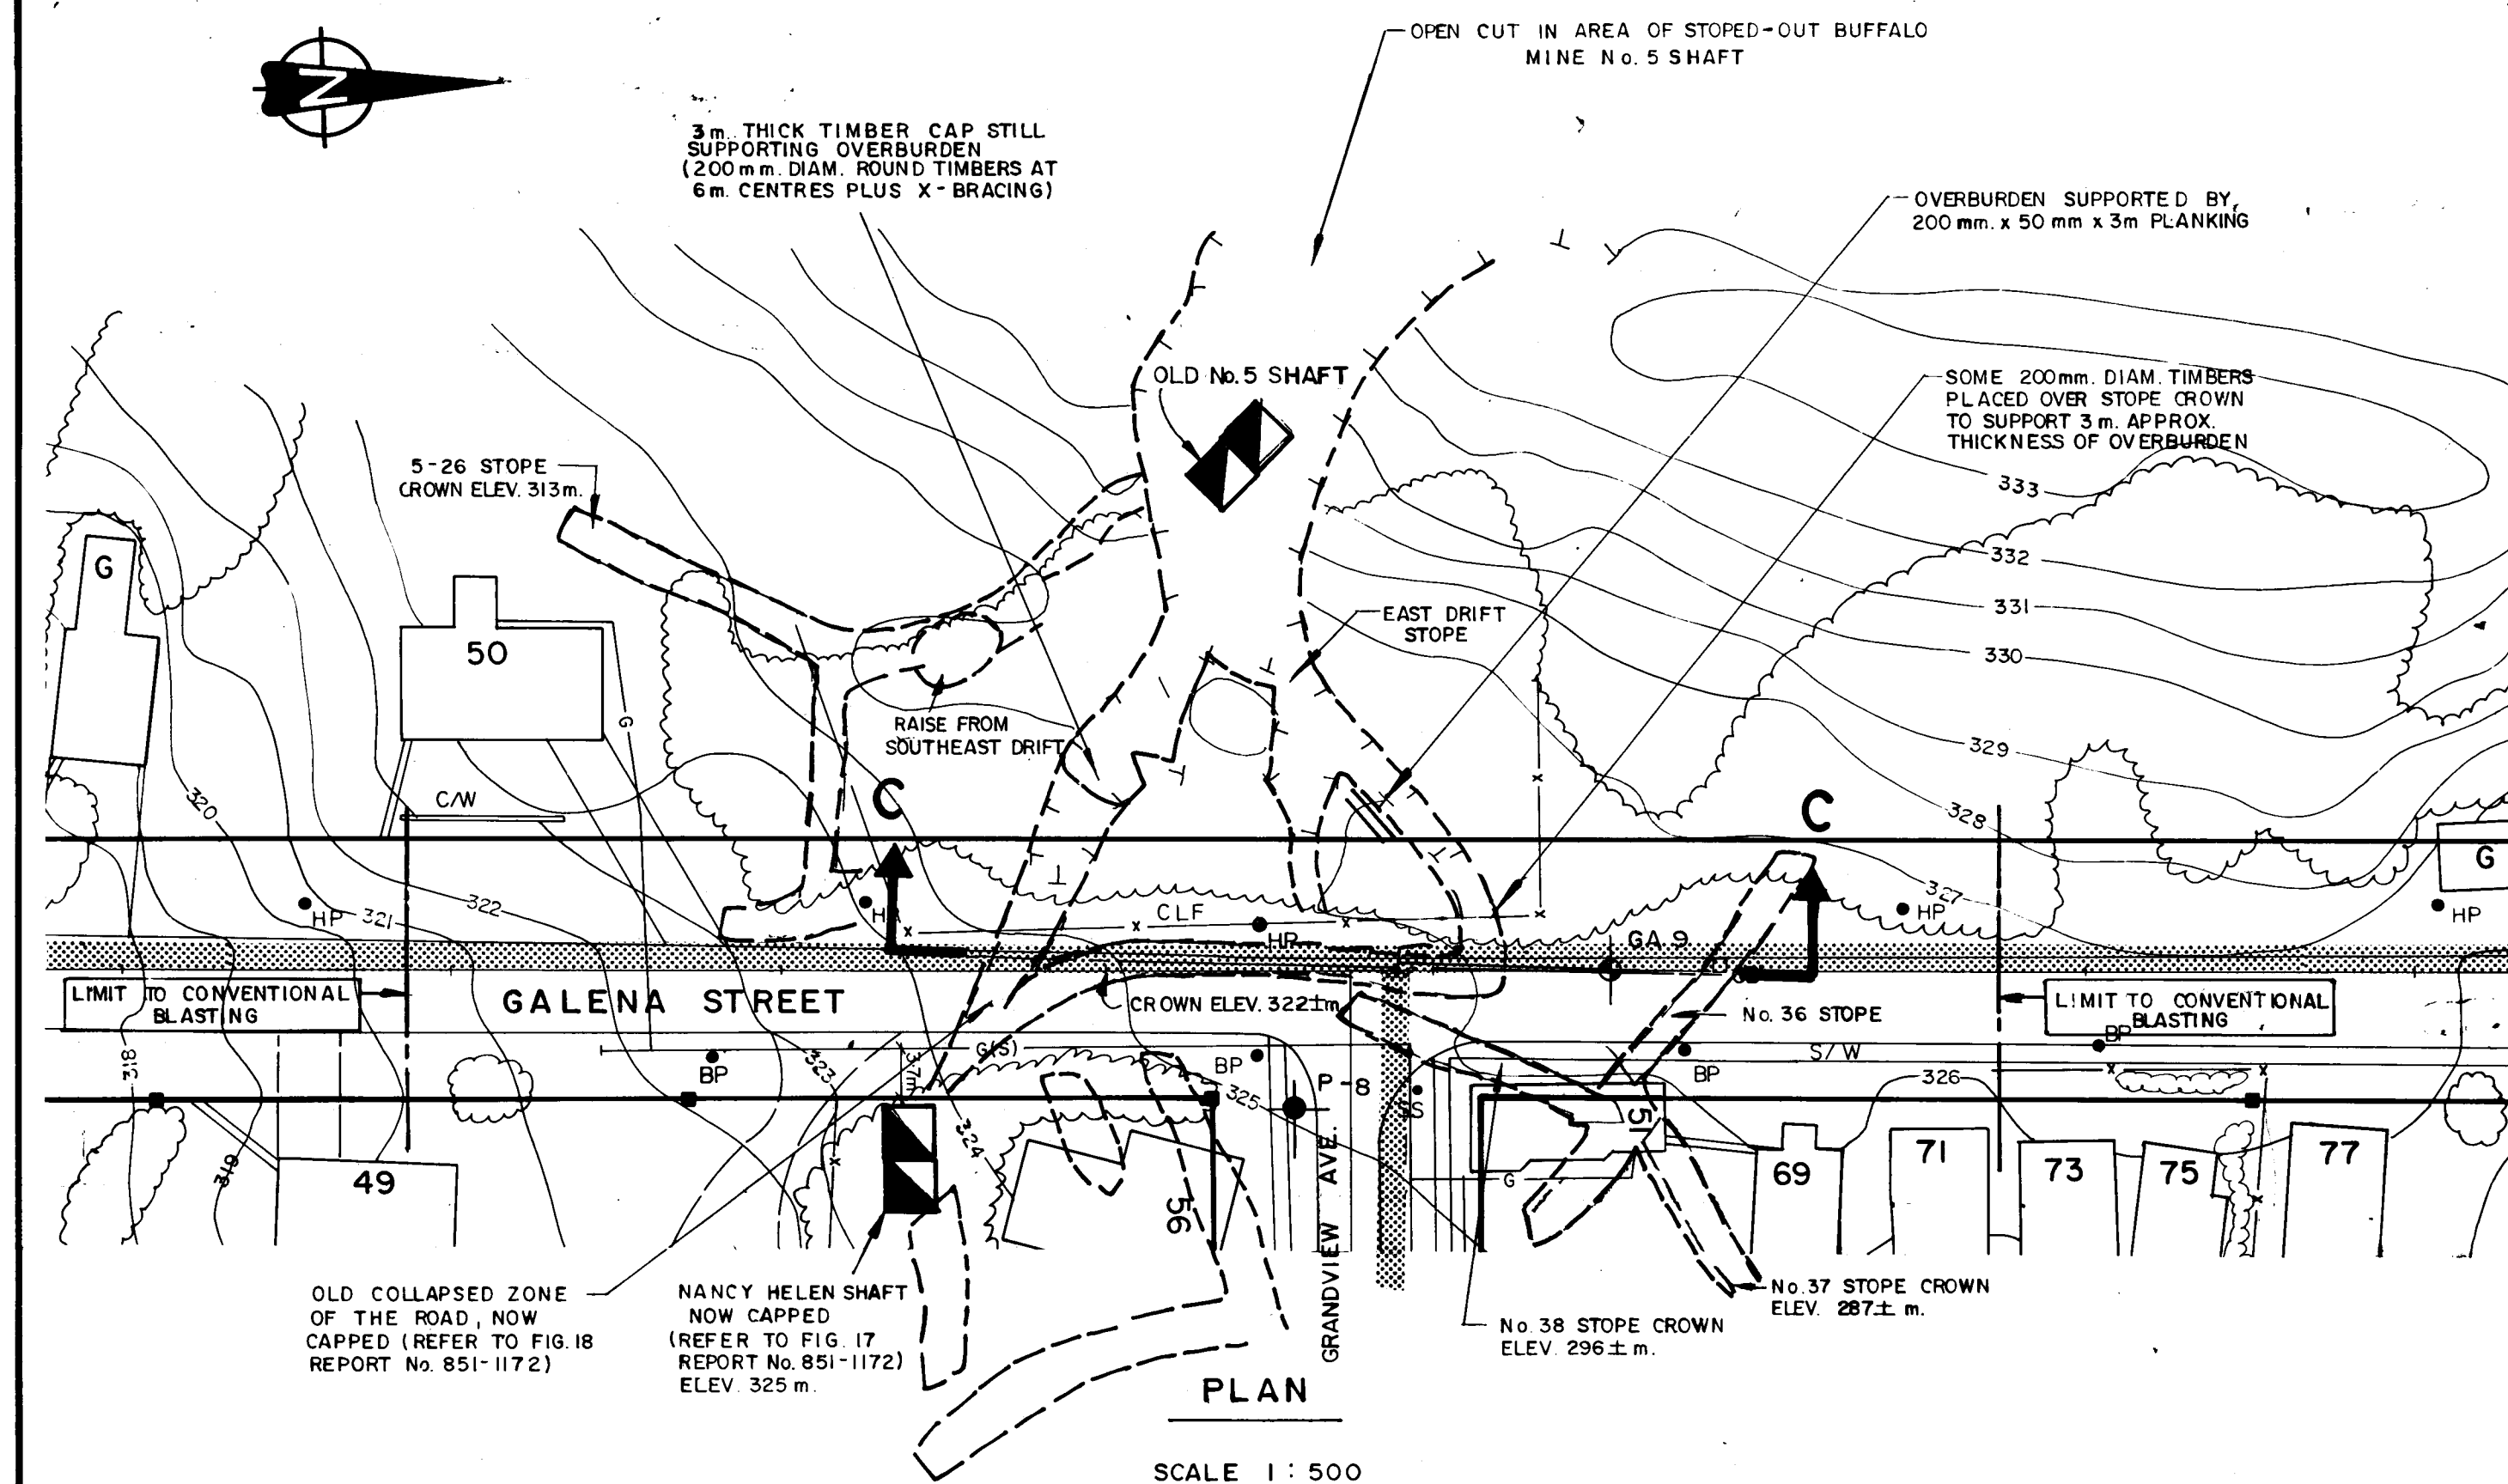 OPEN CUT IN AREA OF STOPED-OUT BUFFALO
MINE No. 5 SHAFT
N
3m. THICK TIMBER CAP STILL
SUPPORTING OVERBURDEN
(200mm. DIAM. ROUND TIMBERS AT
6m. CENTRES PLUS X-BRACING)
OVERBURDEN SUPPORTED BY,
200 mm. x 50 mm x 3m PLANKING
OLD No. 5 SHAFT
SOME 200mm. DIAM. TIMBERS
PLACED OVER STOPE CROWN
TO SUPPORT 3 m. APPROX.
THICKNESS OF OVERBURDEN
5-26 STOPE
CROWN ELEV. 313m.
333
332
331
330
329
328
327
G
50
G
EAST DRIFT
STOPE
RAISE FROM
SOUTHEAST DRIFT
C/W
320
C
C
G
HP
321
322
CLF
HP
HP
HP
GA 9
LIMIT TO CONVENTIONAL
BLASTING
GALENA STREET
CROWN ELEV. 322±m
No. 36 STOPE
LIMIT TO CONVENTIONAL
BLASTING
318
BP
323
3.7m
G(S)
BP
P-8
BP
S/W
BP
326
325
SS
324
319
49
56
GRANDVIEW AVE.
51
G
69
71
73
75
77
OLD COLLAPSED ZONE
OF THE ROAD, NOW
CAPPED (REFER TO FIG. 18
REPORT No. 851-1172)
NANCY HELEN SHAFT
NOW CAPPED
(REFER TO FIG. 17
REPORT No. 851-1172)
ELEV. 325 m.
No. 38 STOPE CROWN
ELEV. 296± m.
No. 37 STOPE CROWN
ELEV. 287± m.
PLAN
SCALE 1 : 500